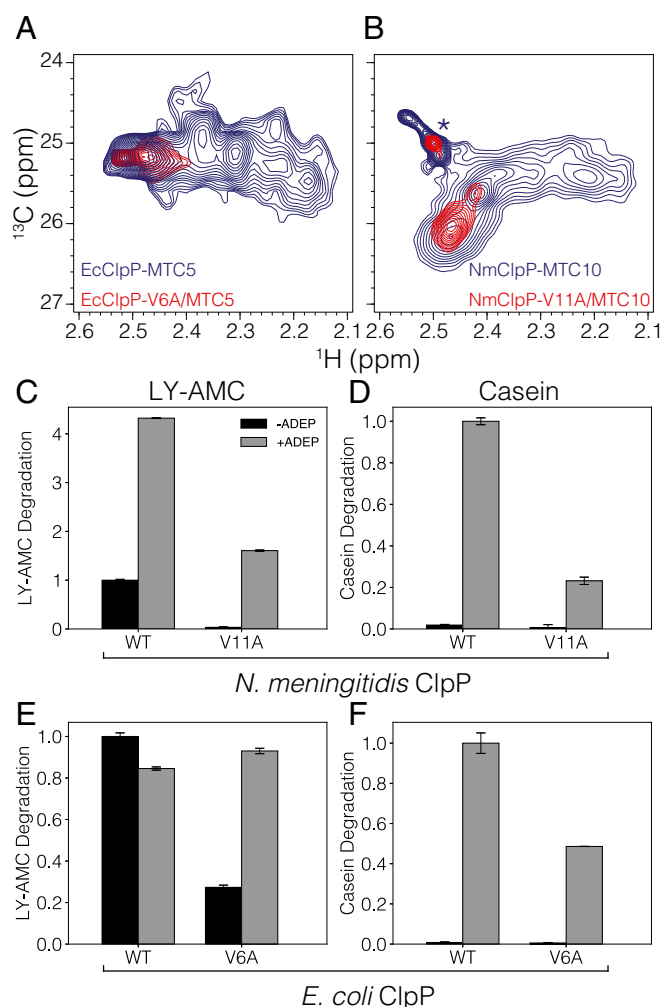 A
B
24
25
26
27
¹³C (ppm)
EcClpP-MTC5
EcClpP-V6A/MTC5
*
NmClpP-MTC10
NmClpP-V11A/MTC10
2.6 2.5 2.4 2.3 2.2 2.1
2.6 2.5 2.4 2.3 2.2 2.1
¹H (ppm)
C
LY-AMC
D
Casein
-ADEP
+ADEP
LY-AMC Degradation
4
3
2
1
0
WT V11A
Casein Degradation
1.0
0.8
0.6
0.4
0.2
0.0
WT V11A
N. meningitidis ClpP
E
F
LY-AMC Degradation
1.0
0.8
0.6
0.4
0.2
0.0
WT V6A
Casein Degradation
1.0
0.8
0.6
0.4
0.2
0.0
WT V6A
E. coli ClpP